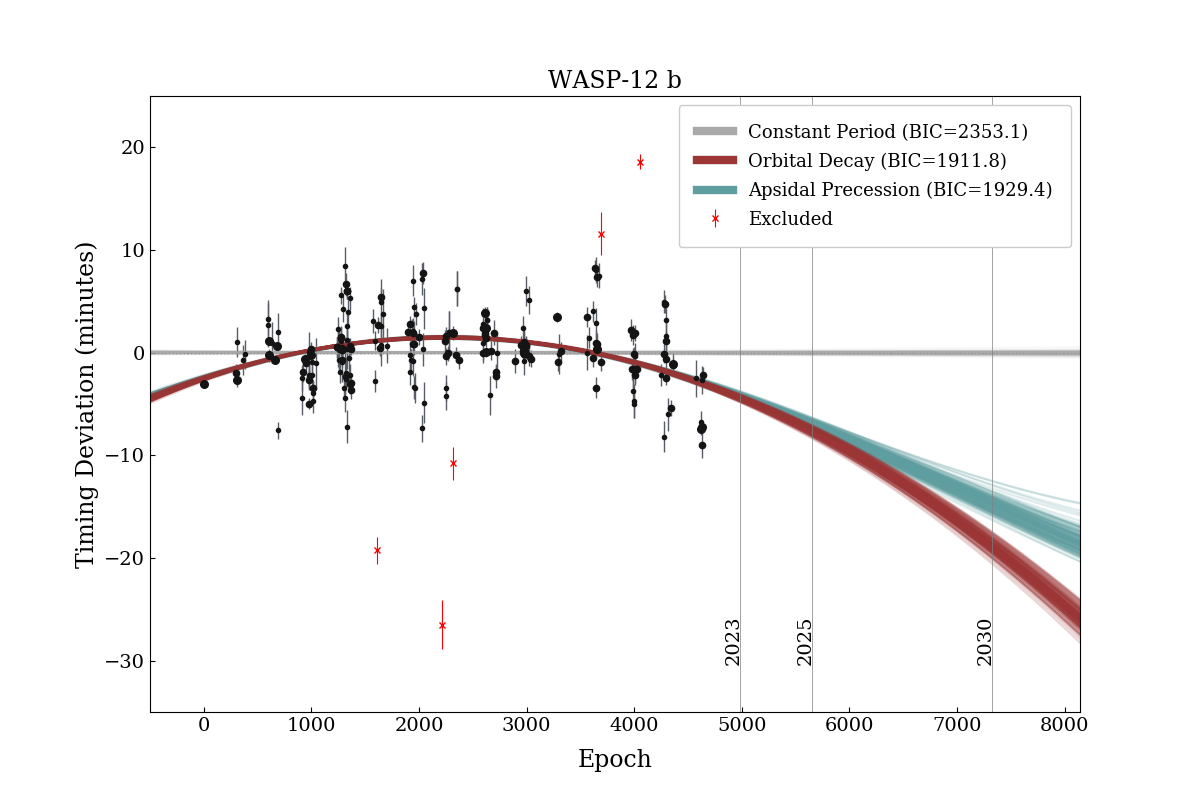 WASP-12 b
Constant Period (BIC=2353.1)
Orbital Decay (BIC=1911.8)
Apsidal Precession (BIC=1929.4)
Excluded
Timing Deviation (minutes)
20
10
0
−10
−20
−30
2023
2025
2030
0 1000 2000 3000 4000 5000 6000 7000 8000
Epoch